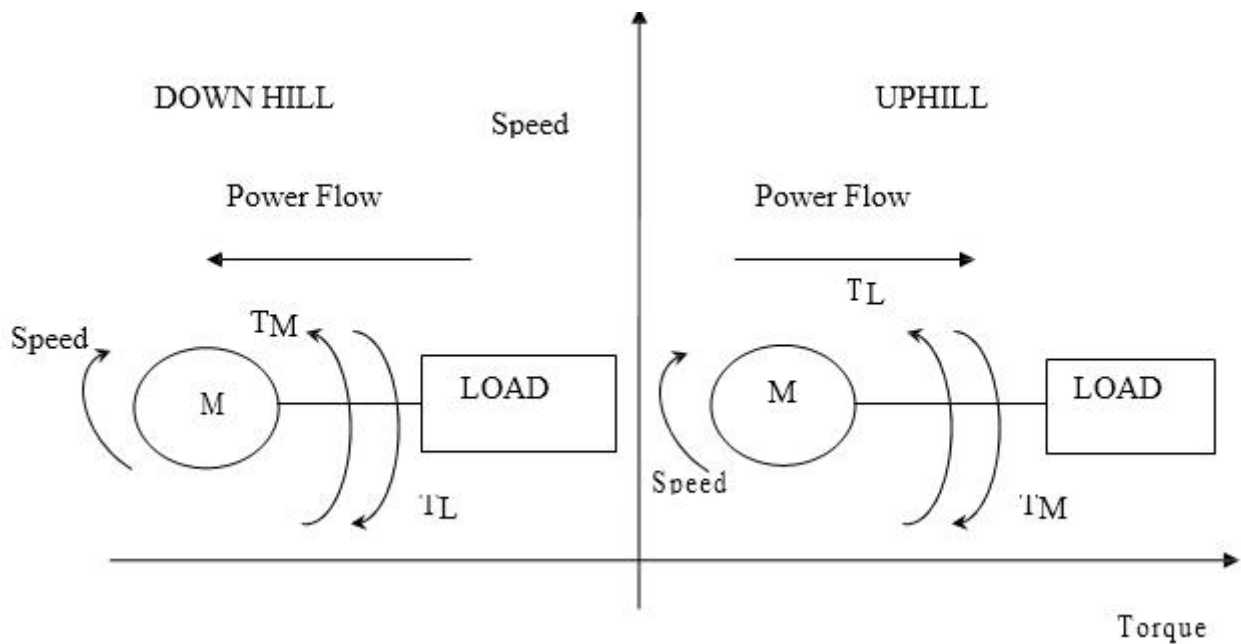 DOWN HILL
Speed
UPHILL
Power Flow
Power Flow
TL
Speed
TM
M
LOAD
M
LOAD
Speed
TL
TM
Torque